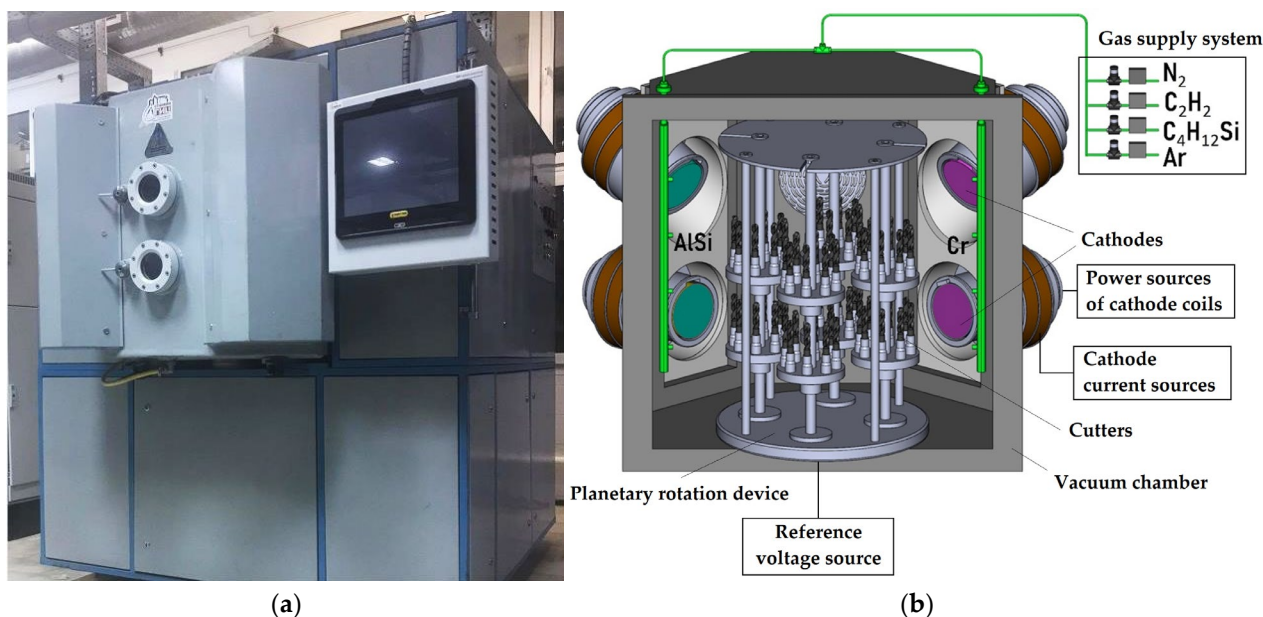 Gas supply system
N₂
C₂H₂
C₄H₁₂Si
Ar
AlSi
Cr
Cathodes
Power sources
of cathode coils
Cathode
current sources
Cutters
Vacuum chamber
Planetary rotation device
Reference
voltage source
(a)
(b)